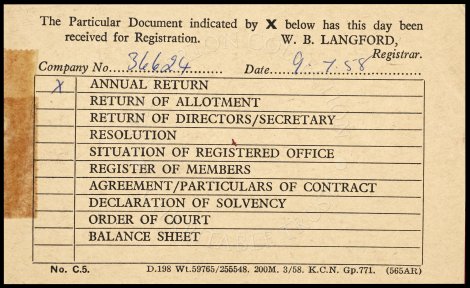 The Particular Document indicated by X below has this day been
received for Registration. W. B. LANGFORD,
Registrar.
Company No. 36624 Date 9.7.58
X ANNUAL RETURN
RETURN OF ALLOTMENT
RETURN OF DIRECTORS/SECRETARY
RESOLUTION
SITUATION OF REGISTERED OFFICE
REGISTER OF MEMBERS
AGREEMENT/PARTICULARS OF CONTRACT
DECLARATION OF SOLVENCY
ORDER OF COURT
BALANCE SHEET
No. C.5. D.198 Wt.59765/255548. 200M. 3/58. K.C.N. Gp.771. (565AR)